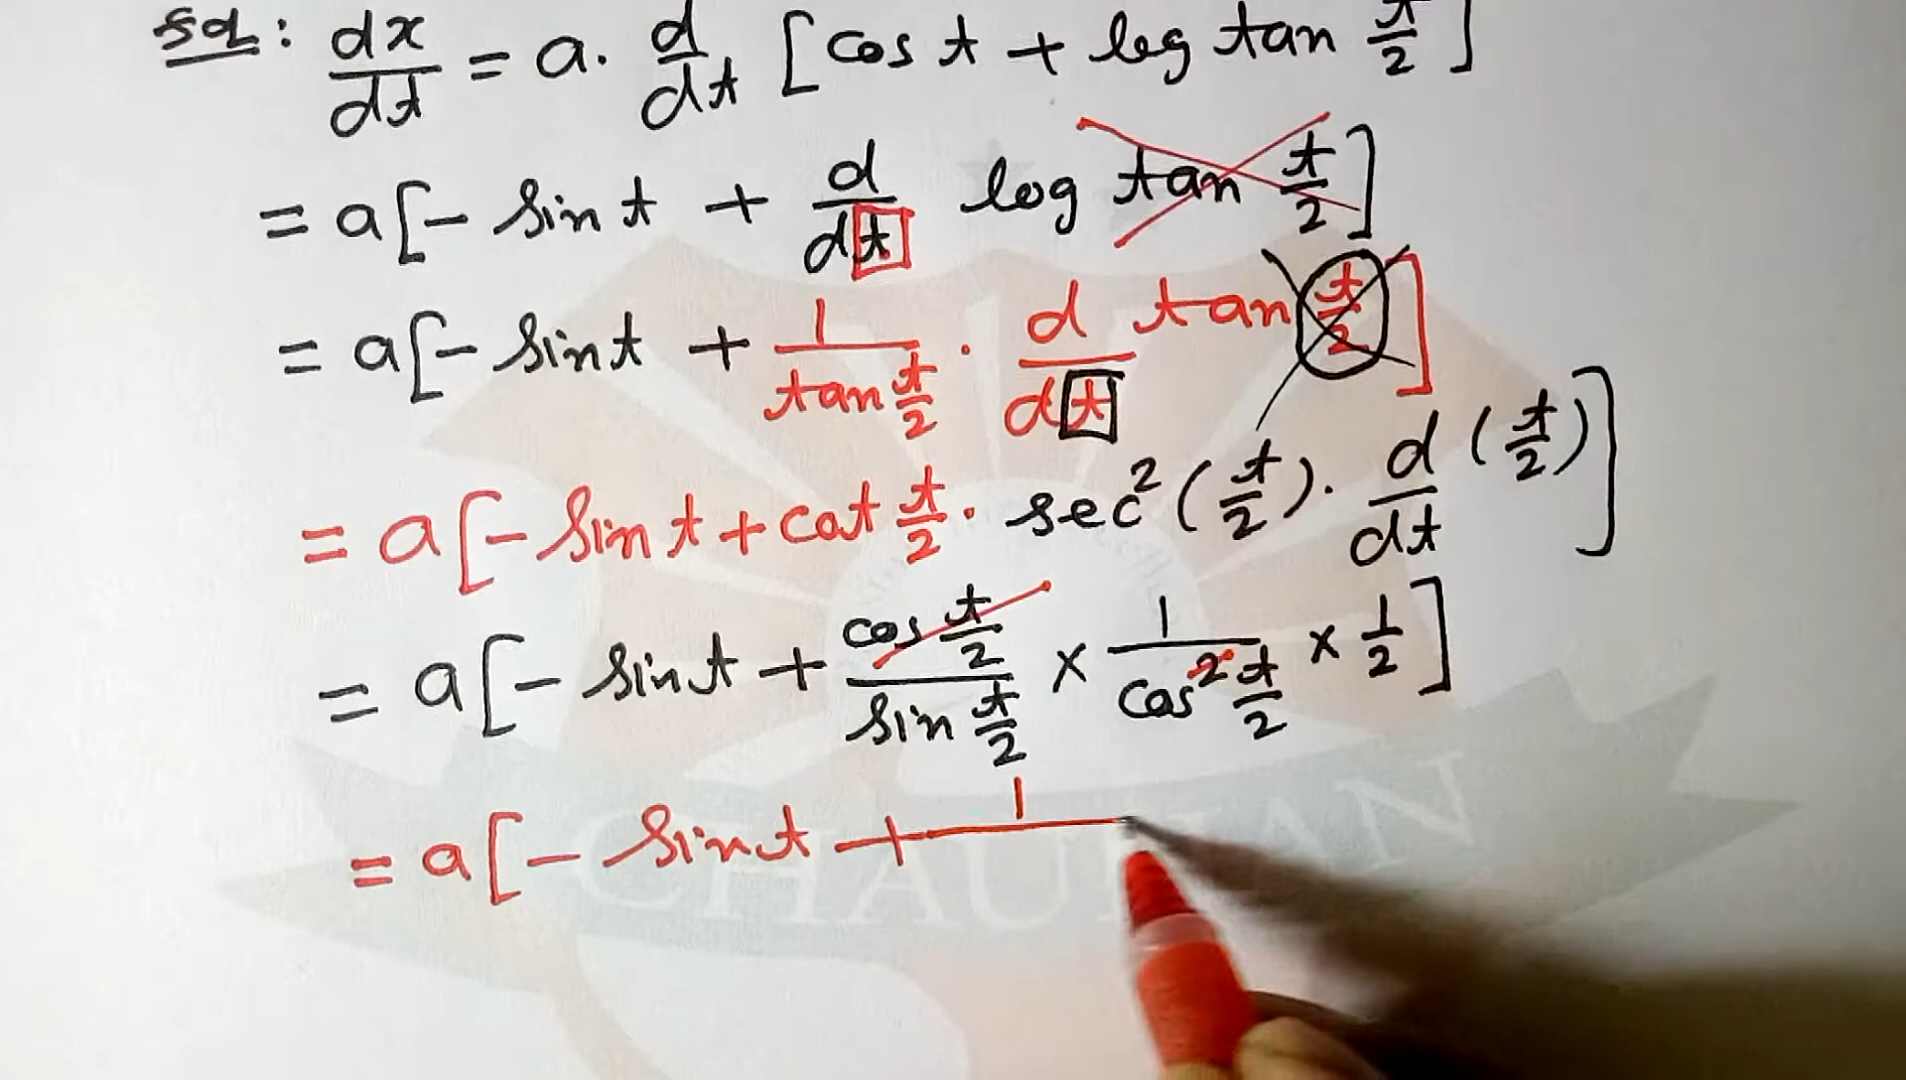 Sol: dx/dt = a. d/dt [cos t + log tan t/2]
= a[- sin t + d/dt log tan t/2]
= a[- sin t + 1/tan t/2 . d/dt tan t/2]
= a[- sin t + cat t/2 . sec²(t/2) . d/dt (t/2)]
= a[- sin t + cos t/2 / sin t/2 × 1/cos² t/2 × 1/2]
= a[- sin t + 1
CHAUHAN